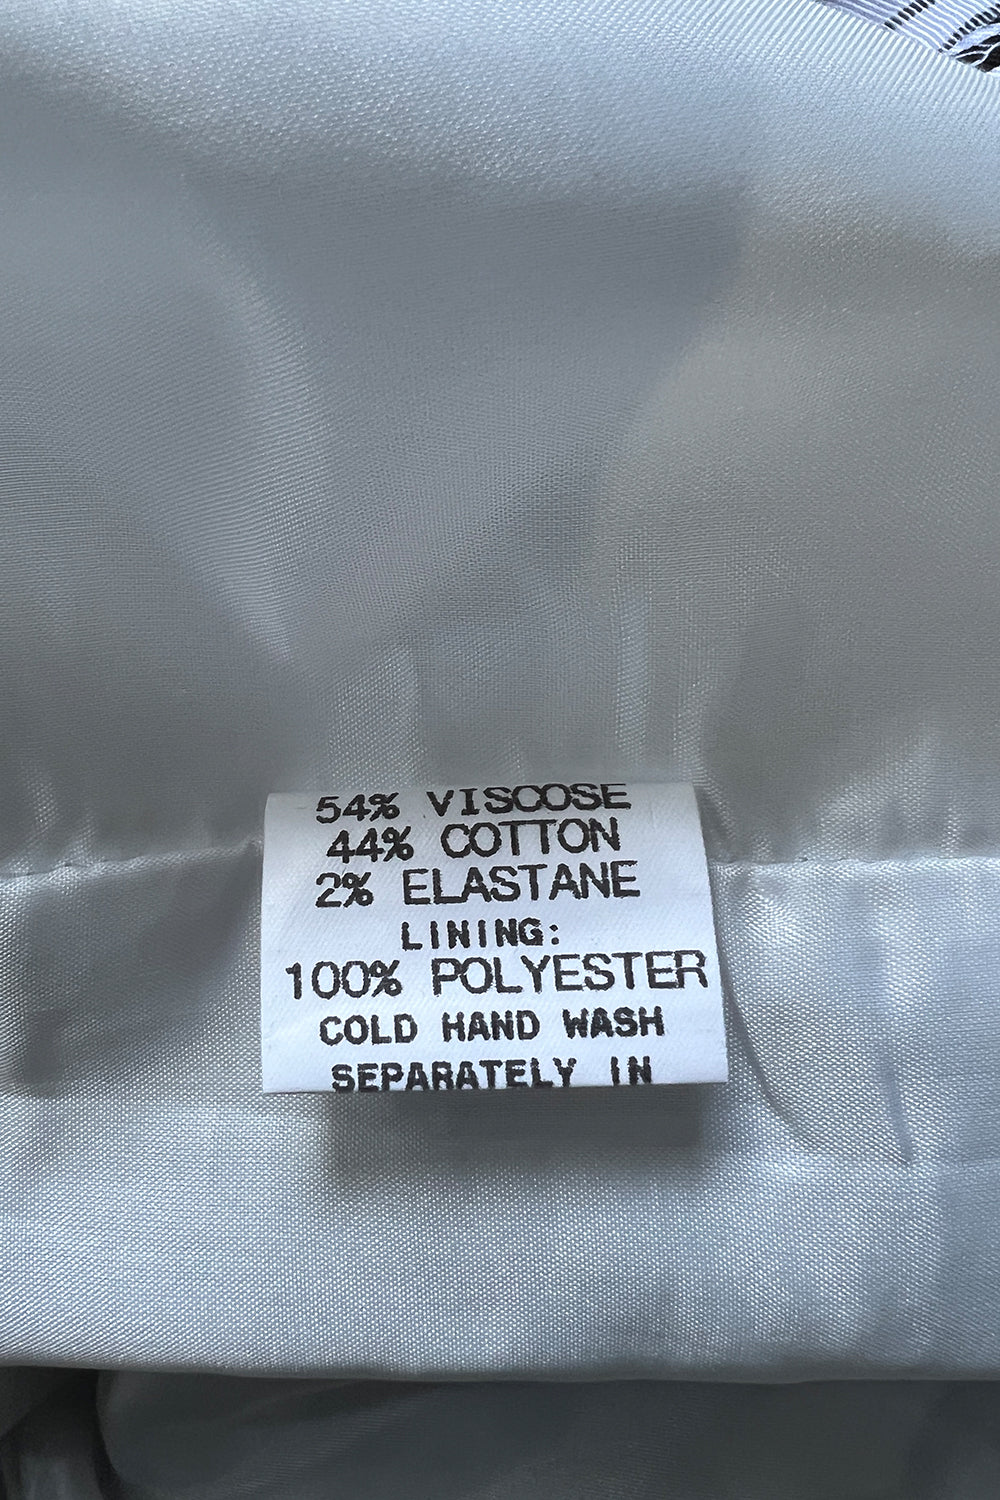 54% VISCOSE
44% COTTON
2% ELASTANE
LINING:
100% POLYESTER
COLD HAND WASH
SEPARATELY IN